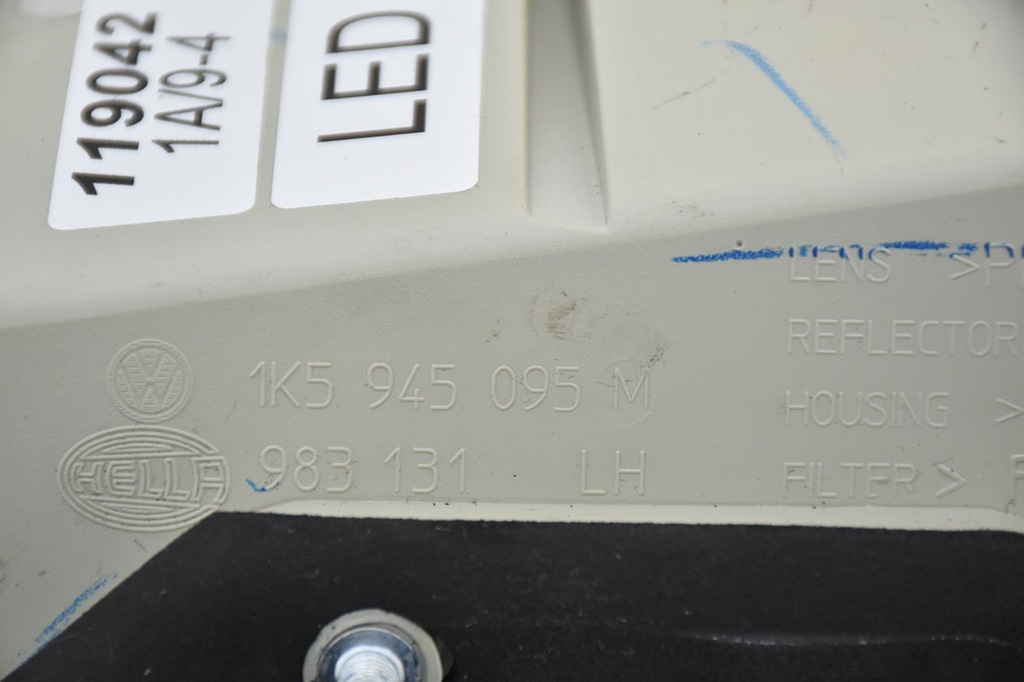 119042
1A/9-4
LED
1K5 945 095 M
HELLA
983 131 LH
LENS >P
REFLECTOR
HOUSING >
FILTER >